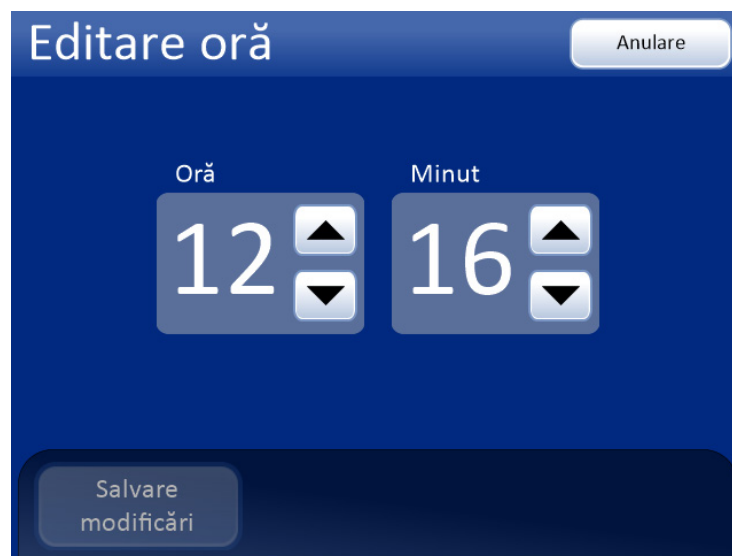 Editare oră
Anulare
Oră
Minut
12
16
Salvare
modificări